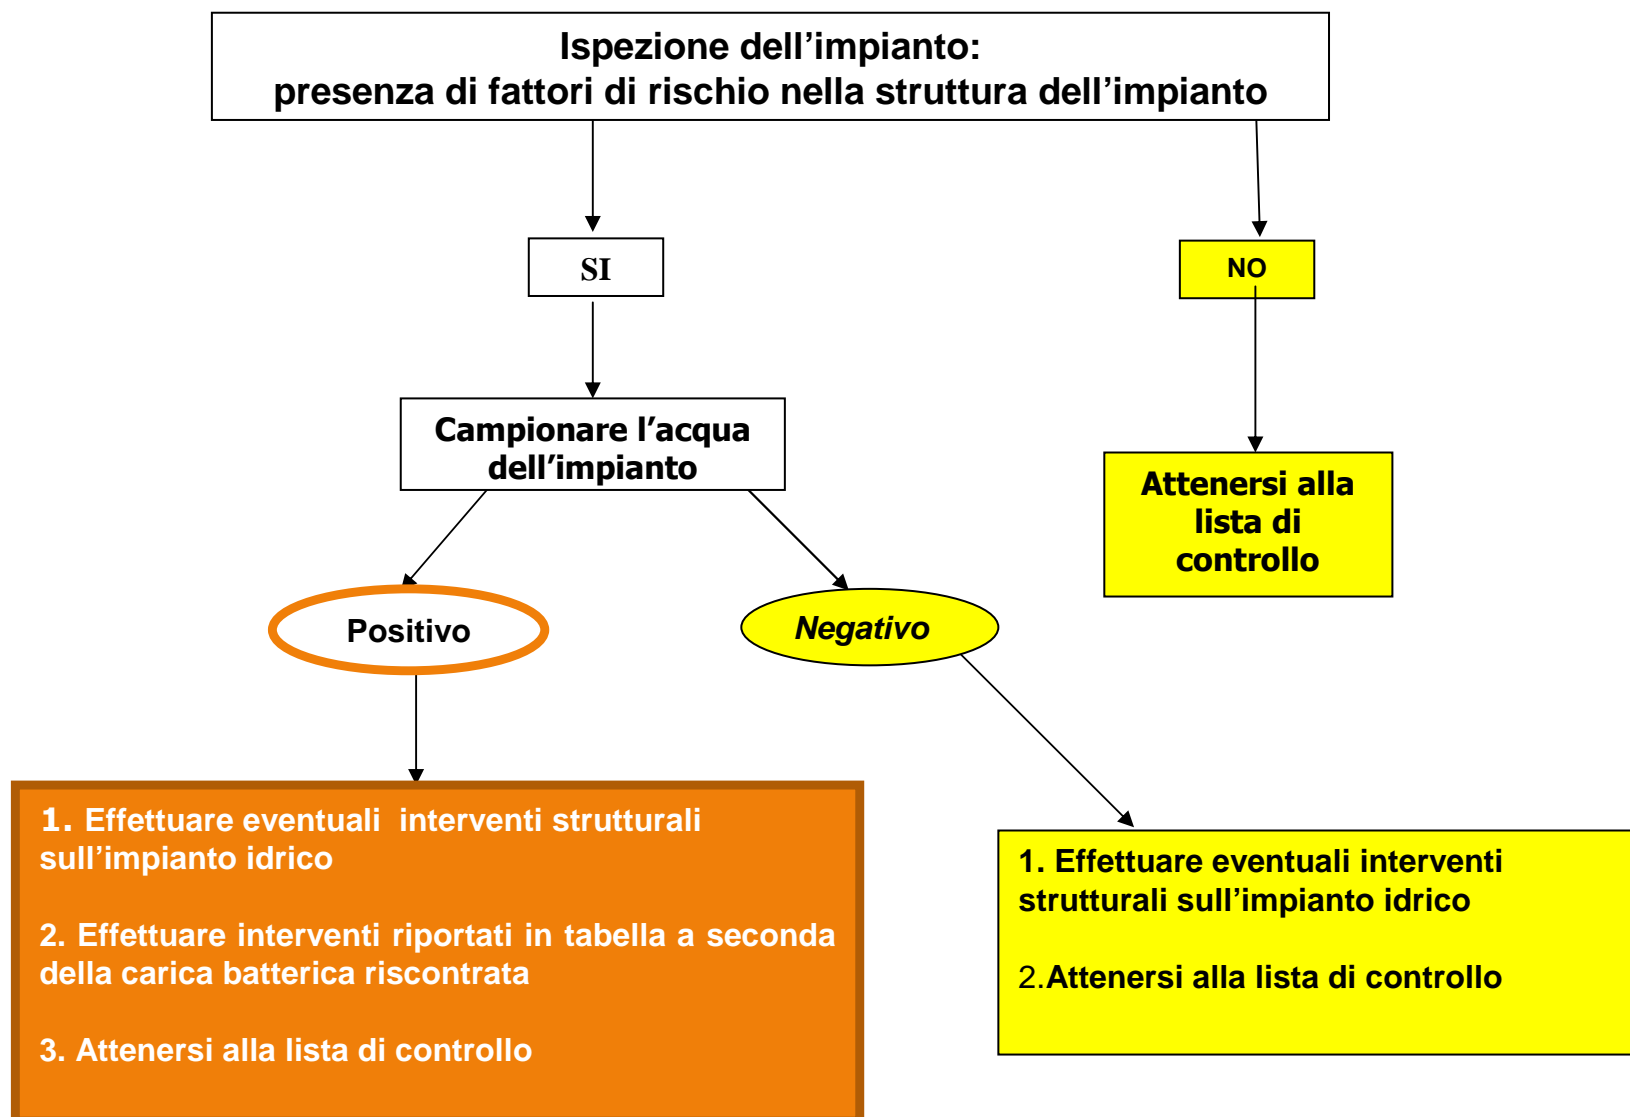 Ispezione dell’impianto:
presenza di fattori di rischio nella struttura dell’impianto
SI
NO
Campionare l’acqua
dell’impianto
Attenersi alla
lista di
controllo
Positivo
Negativo
1. Effettuare eventuali  interventi strutturali
sull’impianto idrico
2. Effettuare interventi riportati in tabella a seconda
della carica batterica riscontrata
3. Attenersi alla lista di controllo
1. Effettuare eventuali interventi
strutturali sull’impianto idrico
2.Attenersi alla lista di controllo